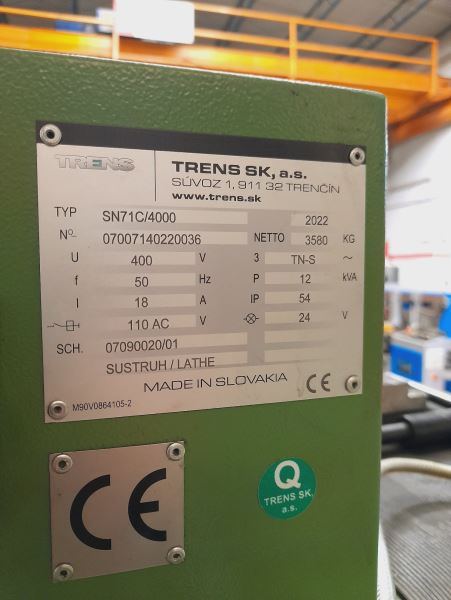 TRENS
TRENS SK, a.s.
SÚVOZ 1, 911 32 TRENČÍN
www.trens.sk
TYP SN71C/4000 2022
Nº 07007140220036 NETTO 3580 KG
U 400 V 3 TN-S ~
f 50 Hz P 12 kVA
I 18 A IP 54
110 AC V 24 V
SCH. 07090020/01
SUSTRUH / LATHE
MADE IN SLOVAKIA CE
M90V0864105-2
CE
Q
TRENS SK,
a.s.